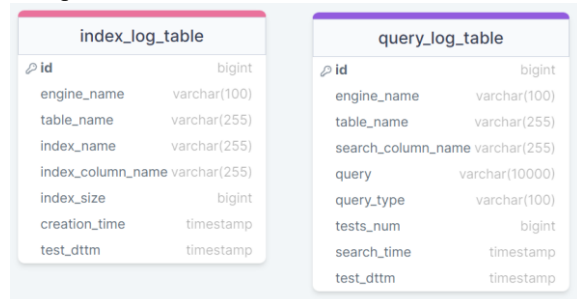 index_log_table
id bigint
engine_name varchar(100)
table_name varchar(255)
index_name varchar(255)
index_column_name varchar(255)
index_size bigint
creation_time timestamp
test_dttm timestamp
query_log_table
id bigint
engine_name varchar(100)
table_name varchar(255)
search_column_name varchar(255)
query varchar(10000)
query_type varchar(100)
tests_num bigint
search_time timestamp
test_dttm timestamp